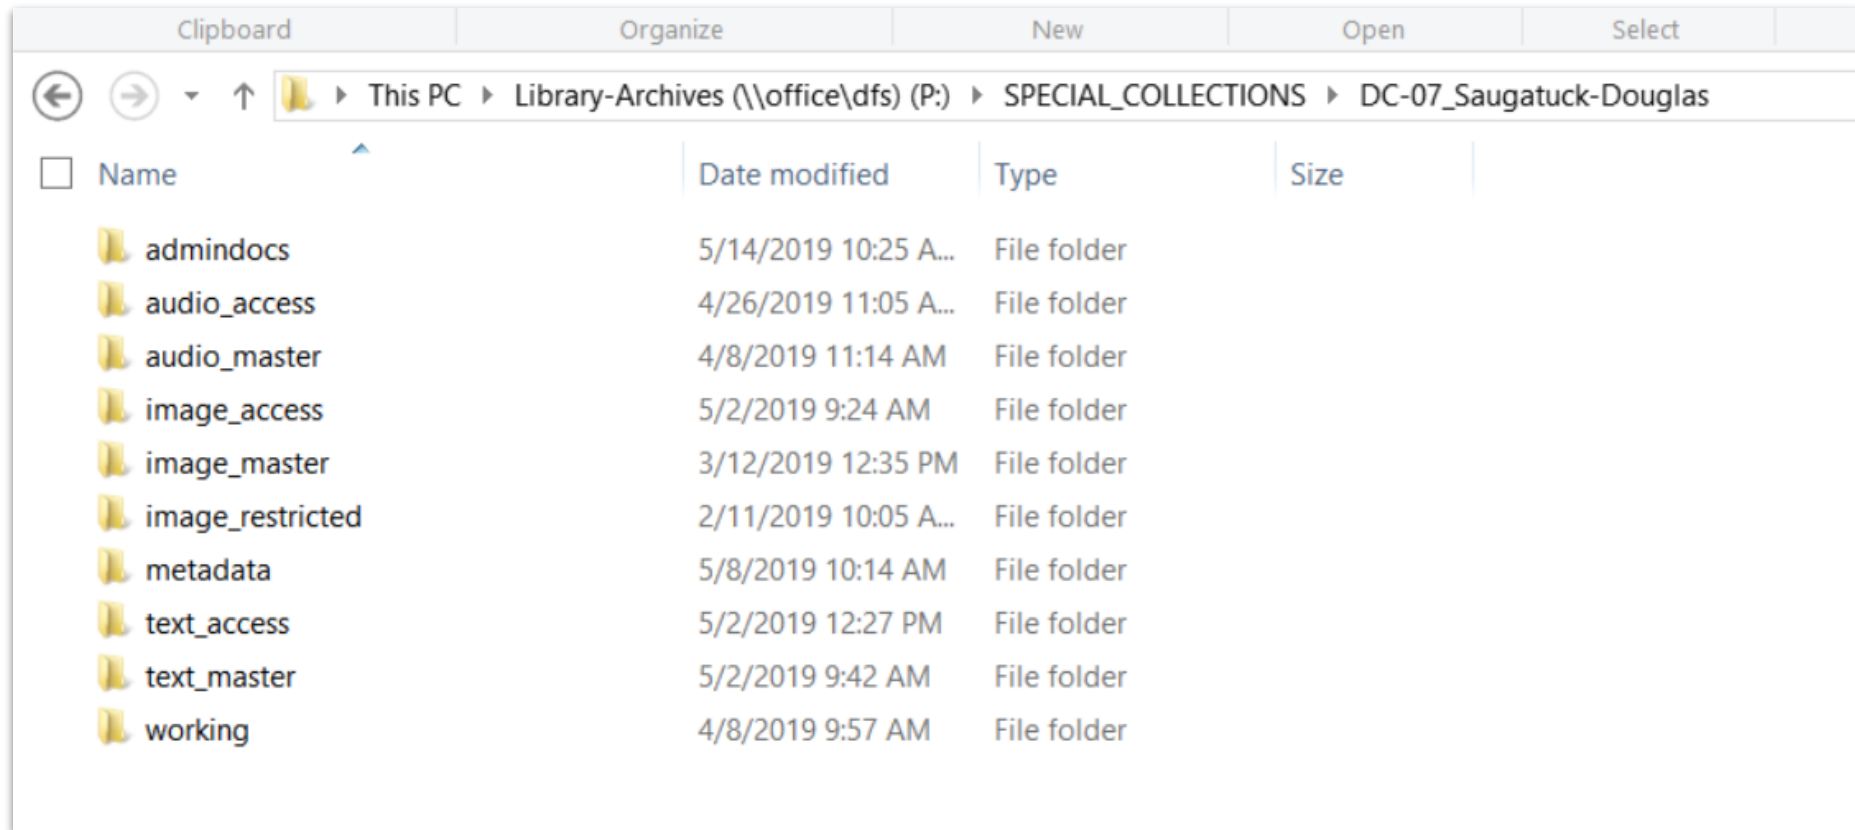 Clipboard Organize New Open Select
This PC Library-Archives (\\office\dfs) (P:) SPECIAL_COLLECTIONS DC-07_Saugatuck-Douglas
Name Date modified Type Size
admindocs 5/14/2019 10:25 A... File folder
audio_access 4/26/2019 11:05 A... File folder
audio_master 4/8/2019 11:14 AM File folder
image_access 5/2/2019 9:24 AM File folder
image_master 3/12/2019 12:35 PM File folder
image_restricted 2/11/2019 10:05 A... File folder
metadata 5/8/2019 10:14 AM File folder
text_access 5/2/2019 12:27 PM File folder
text_master 5/2/2019 9:42 AM File folder
working 4/8/2019 9:57 AM File folder